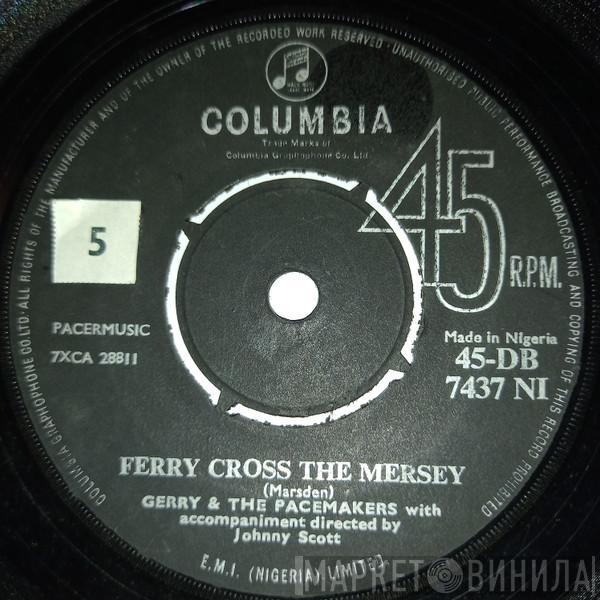 COLUMBIA GRAPHOPHONE CO. LTD. · ALL RIGHTS OF THE MANUFACTURER AND OF THE OWNER OF THE RECORDED WORK RESERVED · UNAUTHORISED PUBLIC PERFORMANCE BROADCASTING AND COPYING OF THIS RECORD PROHIBITED
COLUMBIA
Trade Marks of
Columbia Graphophone Co. Ltd.
45
R.P.M.
5
PACERMUSIC
7XCA 28811
Made in Nigeria
45-DB
7437 NI
FERRY CROSS THE MERSEY
(Marsden)
GERRY & THE PACEMAKERS with
accompaniment directed by
Johnny Scott
E.M.I. (NIGERIA) LIMITED
МАРКЕТ ВИНИЛА